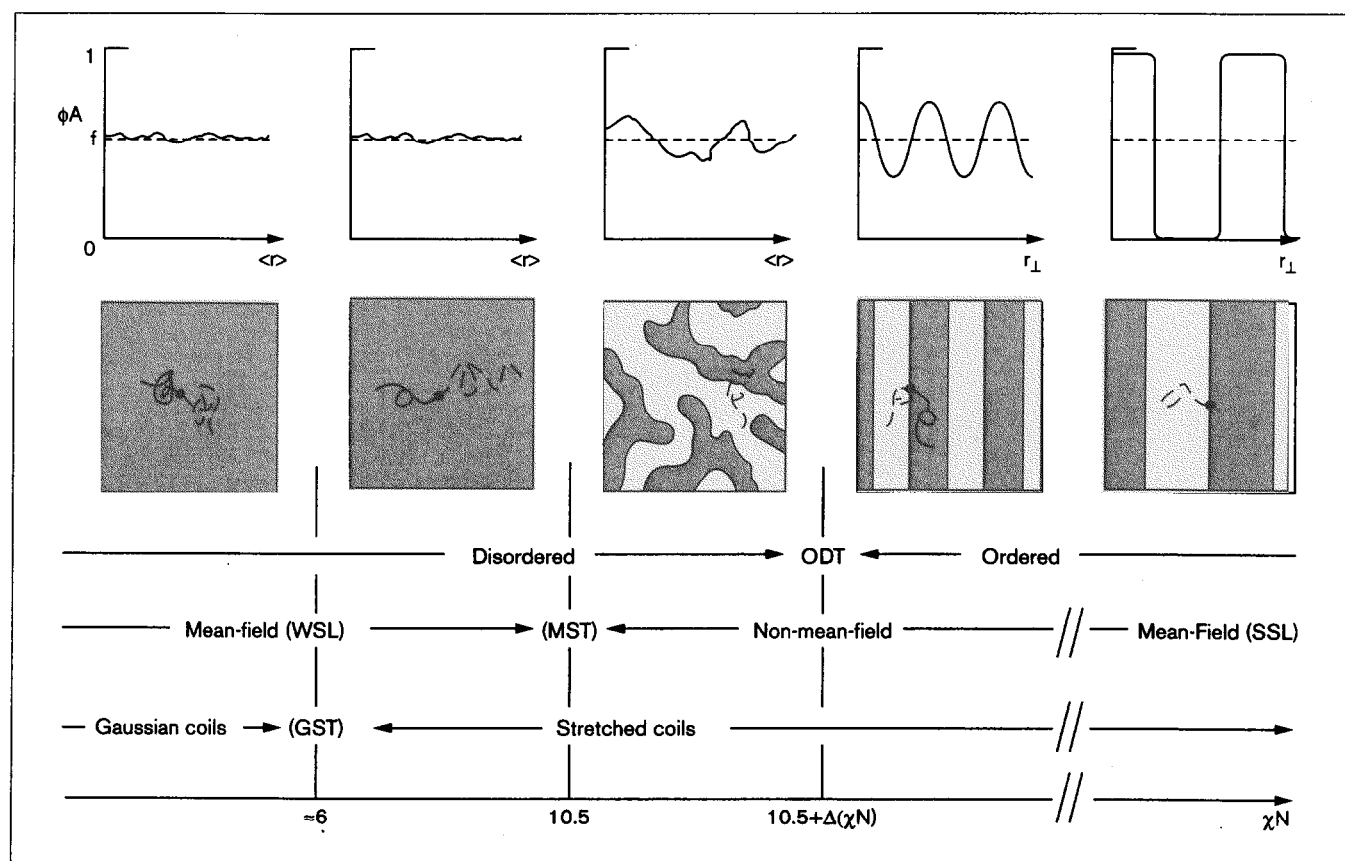 1
ϕA
f
0
<r> <r> <r> r⊥ r⊥
Disordered ODT Ordered
Mean-field (WSL) (MST) Non-mean-field Mean-Field (SSL)
Gaussian coils (GST) Stretched coils
≈6 10.5 10.5+Δ(χN) χN